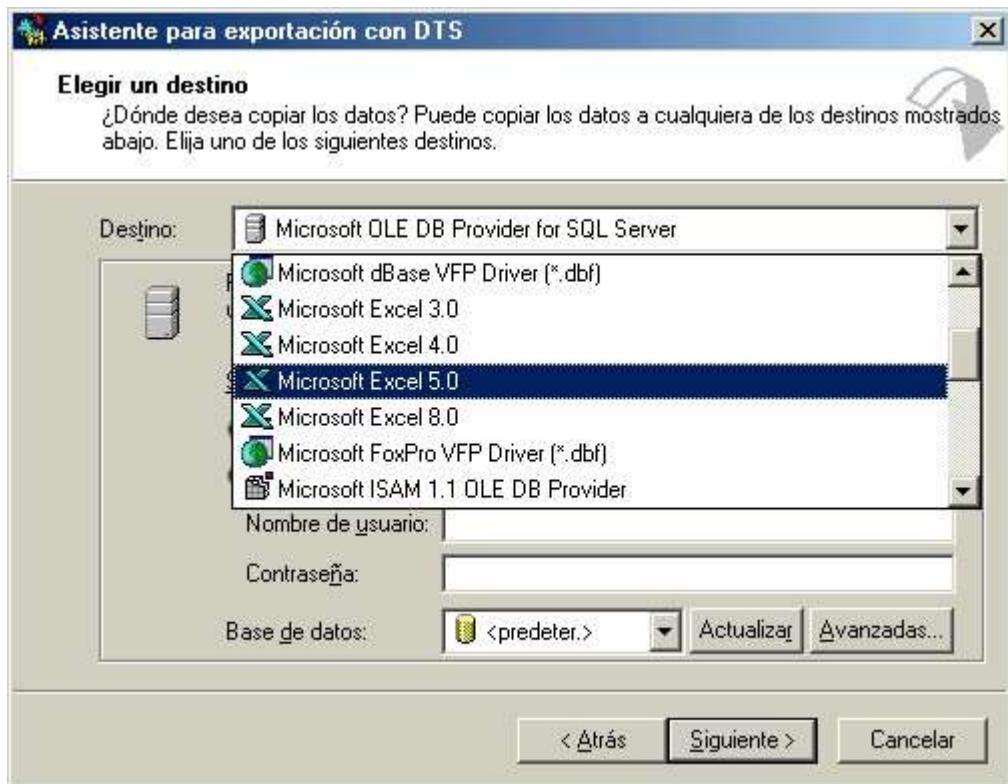 Asistente para exportación con DTS
Elegir un destino
¿Dónde desea copiar los datos? Puede copiar los datos a cualquiera de los destinos mostrados
abajo. Elija uno de los siguientes destinos.
Destino: Microsoft OLE DB Provider for SQL Server
Microsoft dBase VFP Driver (*.dbf)
Microsoft Excel 3.0
Microsoft Excel 4.0
Microsoft Excel 5.0
Microsoft Excel 8.0
Microsoft FoxPro VFP Driver (*.dbf)
Microsoft ISAM 1.1 OLE DB Provider
Nombre de usuario:
Contraseña:
Base de datos: <predeter.> Actualizar Avanzadas...
< Atrás Siguiente > Cancelar